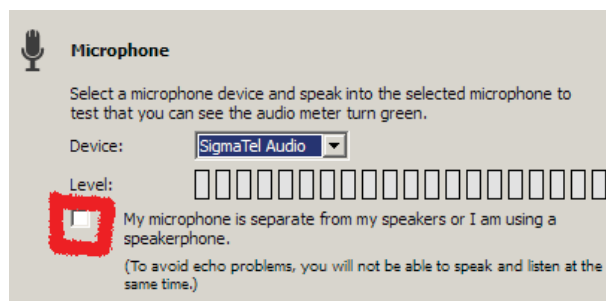 Microphone
Select a microphone device and speak into the selected microphone to
test that you can see the audio meter turn green.
Device:
SigmaTel Audio
Level:
My microphone is separate from my speakers or I am using a
speakerphone.
(To avoid echo problems, you will not be able to speak and listen at the
same time.)